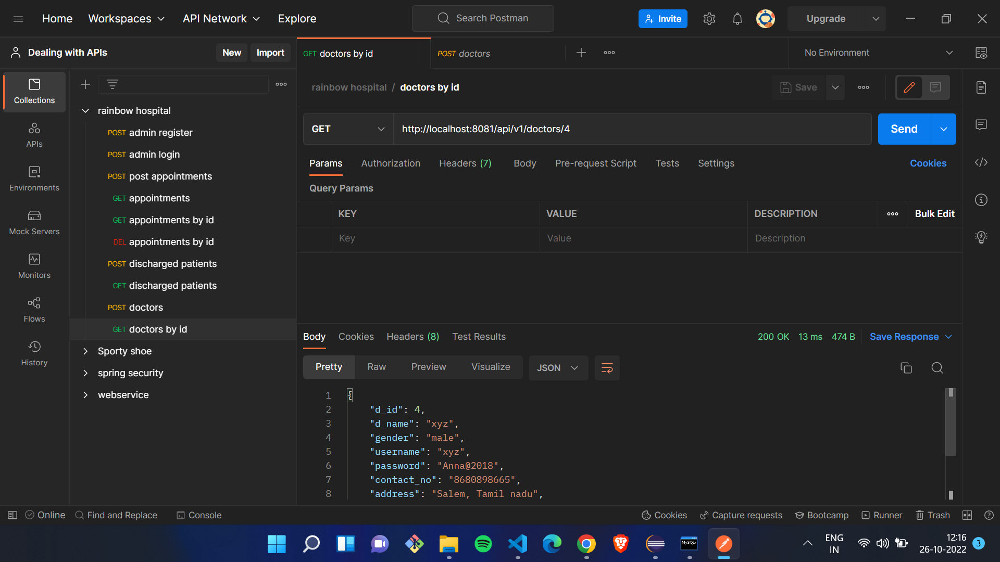 Home Workspaces API Network Explore Search Postman Invite Upgrade
Dealing with APIs New Import GET doctors by id POST doctors No Environment
Collections
APIs
Environments
Mock Servers
Monitors
Flows
History
rainbow hospital
POST admin register
POST admin login
POST post appointments
GET appointments
GET appointments by id
DEL appointments by id
POST discharged patients
GET discharged patients
POST doctors
GET doctors by id
Sporty shoe
spring security
webservice
rainbow hospital / doctors by id Save
GET http://localhost:8081/api/v1/doctors/4 Send
Params Authorization Headers (7) Body Pre-request Script Tests Settings Cookies
Query Params
KEY VALUE DESCRIPTION Bulk Edit
Key Value Description
Body Cookies Headers (8) Test Results 200 OK 13 ms 474 B Save Response
Pretty Raw Preview Visualize JSON
1 {
2 "d_id": 4,
3 "d_name": "xyz",
4 "gender": "male",
5 "username": "xyz",
6 "password": "Anna@2018",
7 "contact_no": "8680898665",
8 "address": "Salem, Tamil nadu",
Online Find and Replace Console Cookies Capture requests Bootcamp Runner Trash
MySQL>
ENG
IN
12:16
26-10-2022
3